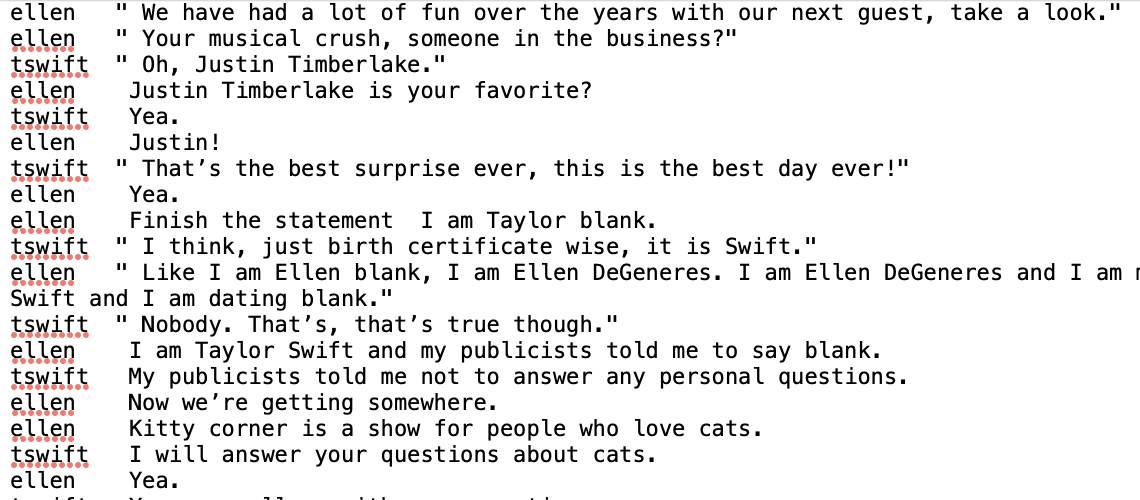 ellen " We have had a lot of fun over the years with our next guest, take a look."
ellen " Your musical crush, someone in the business?"
tswift " Oh, Justin Timberlake."
ellen Justin Timberlake is your favorite?
tswift Yea.
ellen Justin!
tswift " That’s the best surprise ever, this is the best day ever!"
ellen Yea.
ellen Finish the statement  I am Taylor blank.
tswift " I think, just birth certificate wise, it is Swift."
ellen " Like I am Ellen blank, I am Ellen DeGeneres. I am Ellen DeGeneres and I am
Swift and I am dating blank."
tswift " Nobody. That’s, that’s true though."
ellen I am Taylor Swift and my publicists told me to say blank.
tswift My publicists told me not to answer any personal questions.
ellen Now we’re getting somewhere.
ellen Kitty corner is a show for people who love cats.
tswift I will answer your questions about cats.
ellen Yea.